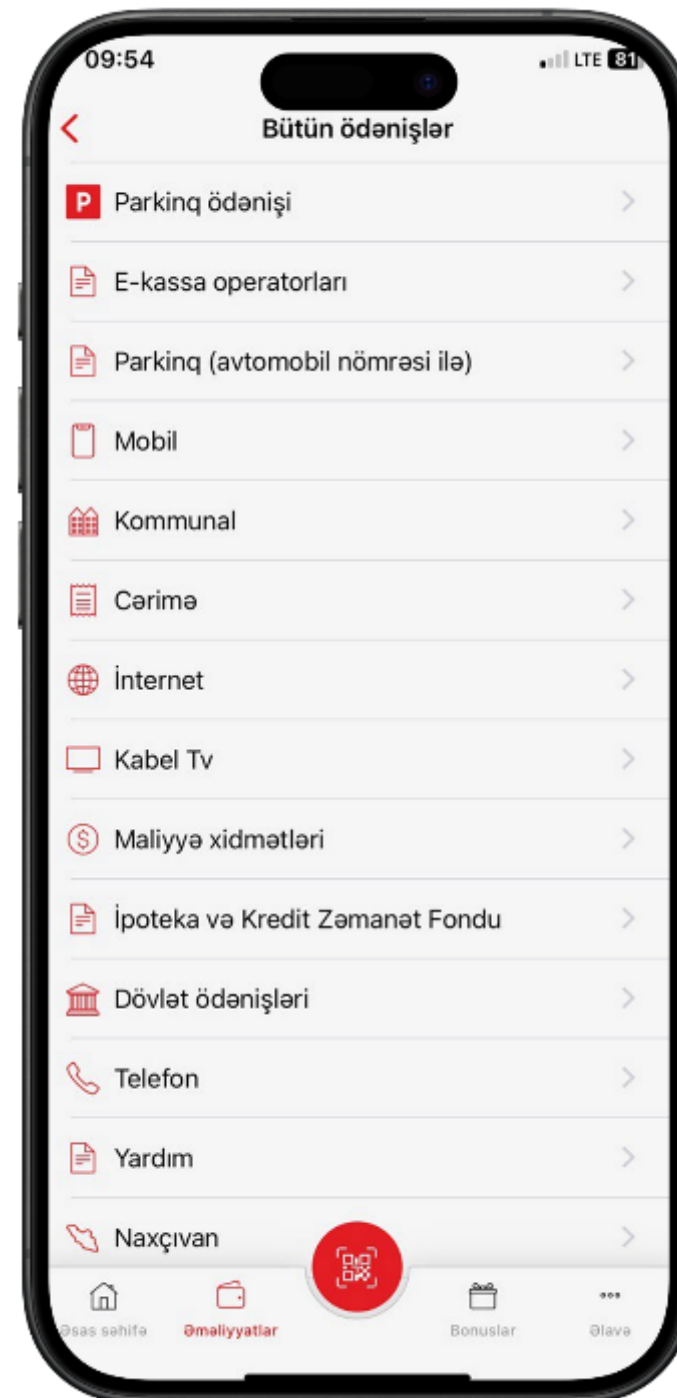 09:54
LTE 81
Bütün ödənişlər
P Parkinq ödənişi
E-kassa operatorları
Parkinq (avtomobil nömrəsi ilə)
Mobil
Kommunal
Cərimə
İnternet
Kabel Tv
$ Maliyyə xidmətləri
İpoteka və Kredit Zəmanət Fondu
Dövlət ödənişləri
Telefon
Yardım
Naxçıvan
Əsas səhifə Əməliyyatlar Bonuslar Əlavə